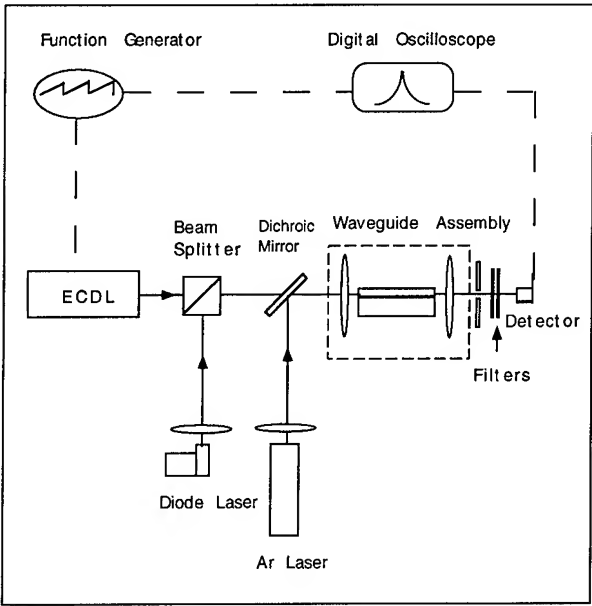 Function Generator
Digital Oscilloscope
Beam
Splitter
Dichroic
Mirror
Waveguide Assembly
ECDL
Detector
Filters
Diode Laser
Ar Laser